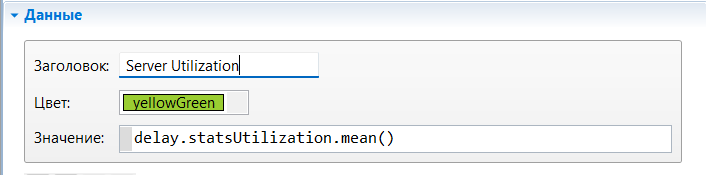 Данные
Заголовок: Server Utilization
Цвет: yellowGreen
Значение: delay.statsUtilization.mean()